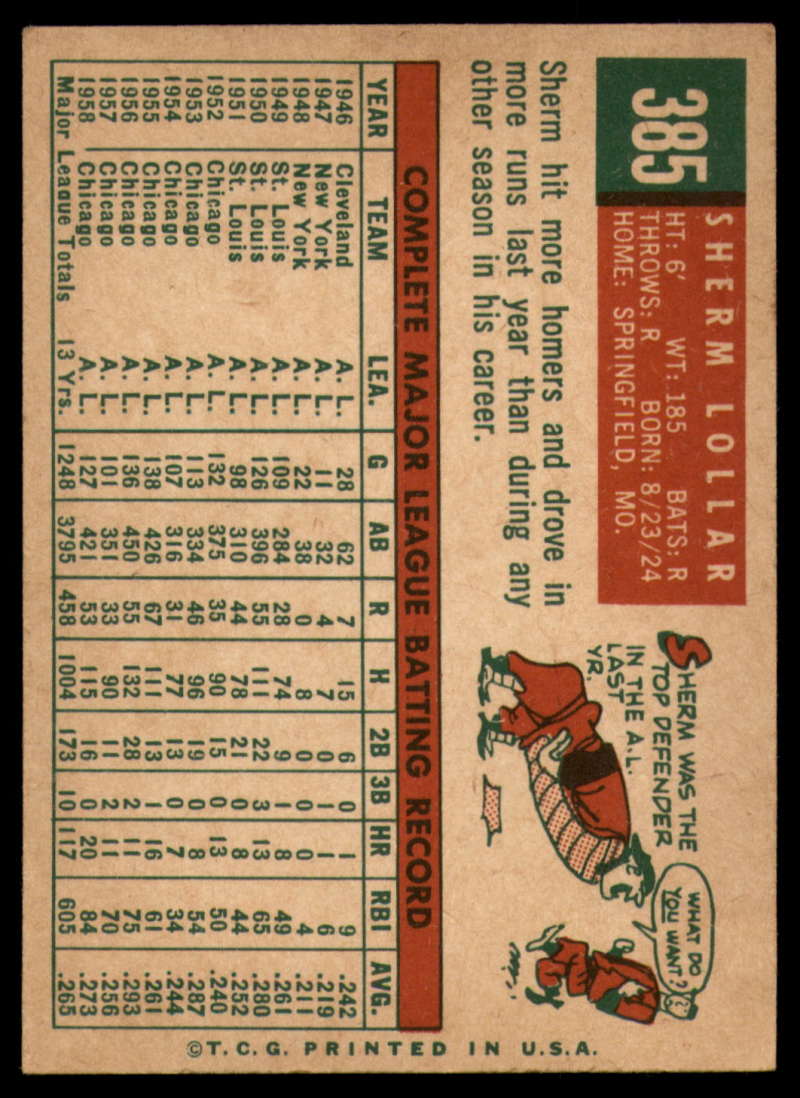 385
SHERM LOLLAR
HT: 6' WT: 185 BATS: R
THROWS: R BORN: 8/23/24
HOME: SPRINGFIELD, MO.
Sherm hit more homers and drove in
more runs last year than during any
other season in his career.
SHERM WAS THE
TOP DEFENDER
IN THE A.L.
LAST
YR.
WHAT DO
YOU WANT??
COMPLETE MAJOR LEAGUE BATTING RECORD
YEAR TEAM LEA. G AB R H 2B 3B HR RBI AVG.
1946 Cleveland A. L. 28 62 7 15 6 0 1 9 .242
1947 New York A. L. 11 32 4 7 0 1 1 6 .219
1948 New York A. L. 22 38 0 8 0 0 0 4 .211
1949 St. Louis A. L. 109 284 28 74 9 1 8 49 .261
1950 St. Louis A. L. 126 396 55 111 22 3 13 65 .280
1951 St. Louis A. L. 98 310 44 78 21 0 8 44 .252
1952 Chicago A. L. 132 375 35 90 15 0 13 50 .240
1953 Chicago A. L. 113 334 46 96 19 0 8 54 .287
1954 Chicago A. L. 107 316 31 77 13 0 7 34 .244
1955 Chicago A. L. 138 426 67 111 13 1 16 61 .261
1956 Chicago A. L. 136 450 55 132 28 2 11 75 .293
1957 Chicago A. L. 101 351 33 90 11 2 11 70 .256
1958 Chicago A. L. 127 421 53 115 16 0 20 84 .273
Major League Totals 13 Yrs. 1248 3795 458 1004 173 10 117 605 .265
© T. C. G. PRINTED IN U.S.A.